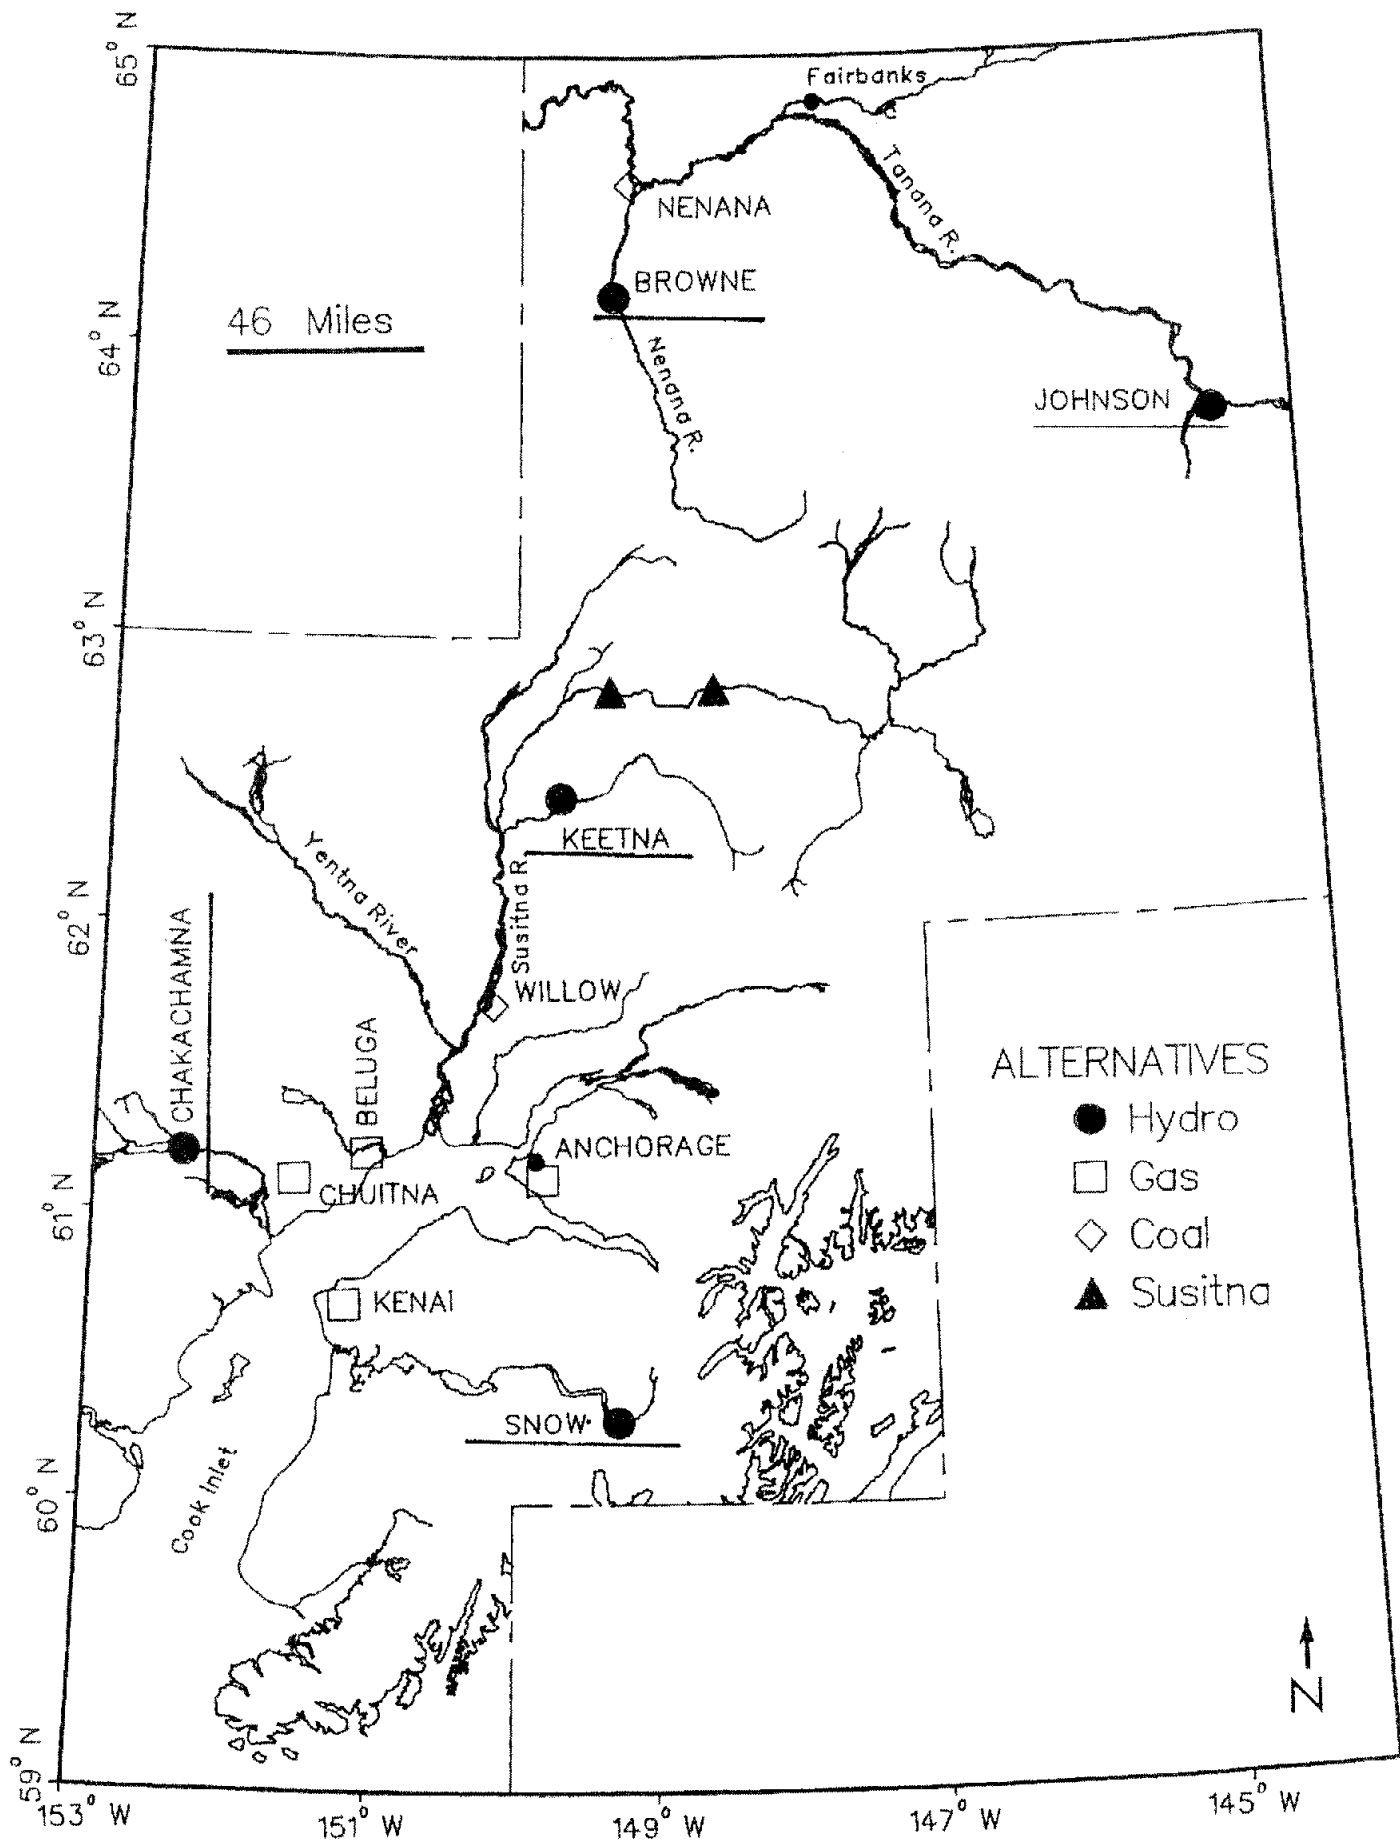 65° N
Fairbanks
Tanana R.
NENANA
BROWNE
64° N
46 Miles
Nenana R.
JOHNSON
63° N
KEETNA
Yentna River
Susitna R.
62° N
CHAKACHAMNA
WILLOW
BELUGA
ALTERNATIVES
Hydro
ANCHORAGE
Gas
CHUITNA
61° N
Coal
Susitna
KENAI
SNOW
60° N
Cook Inlet
N
59° N
153° W
151° W
149° W
147° W
145° W